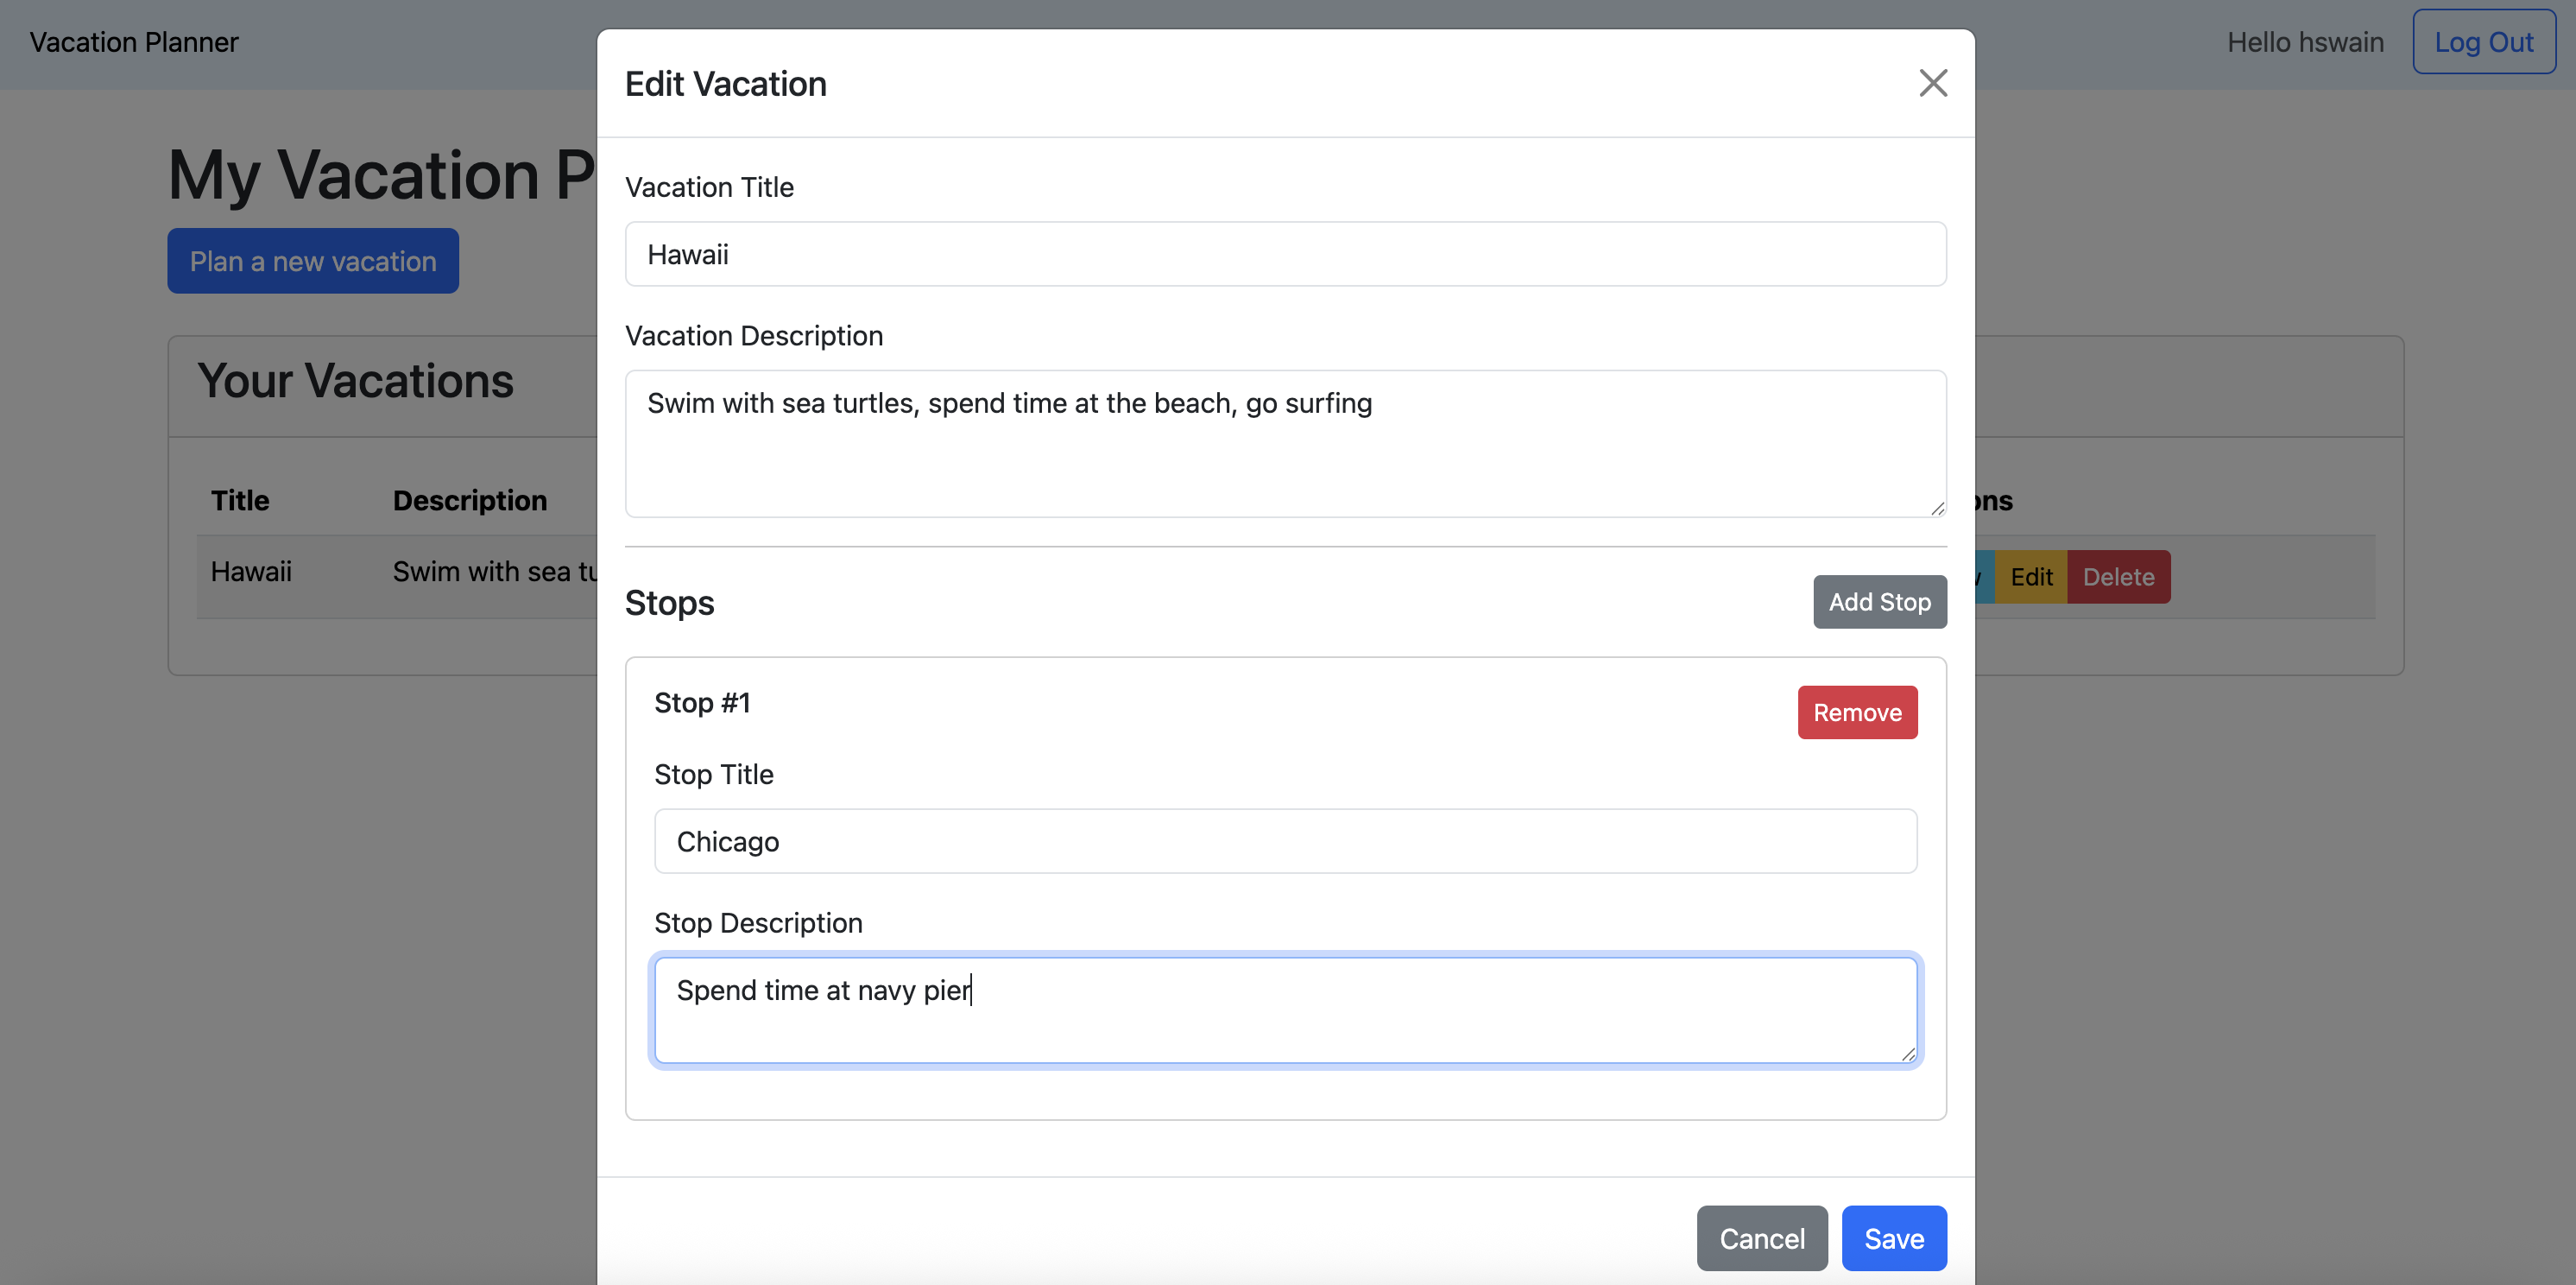 Vacation Planner
Hello hswain
Log Out
Edit Vacation
My Vacation P
Plan a new vacation
Vacation Title
Hawaii
Vacation Description
Swim with sea turtles, spend time at the beach, go surfing
Your Vacations
Title
Description
ons
Hawaii
Swim with sea tu
Edit
Delete
Stops
Add Stop
Stop #1
Remove
Stop Title
Chicago
Stop Description
Spend time at navy pier
Cancel
Save